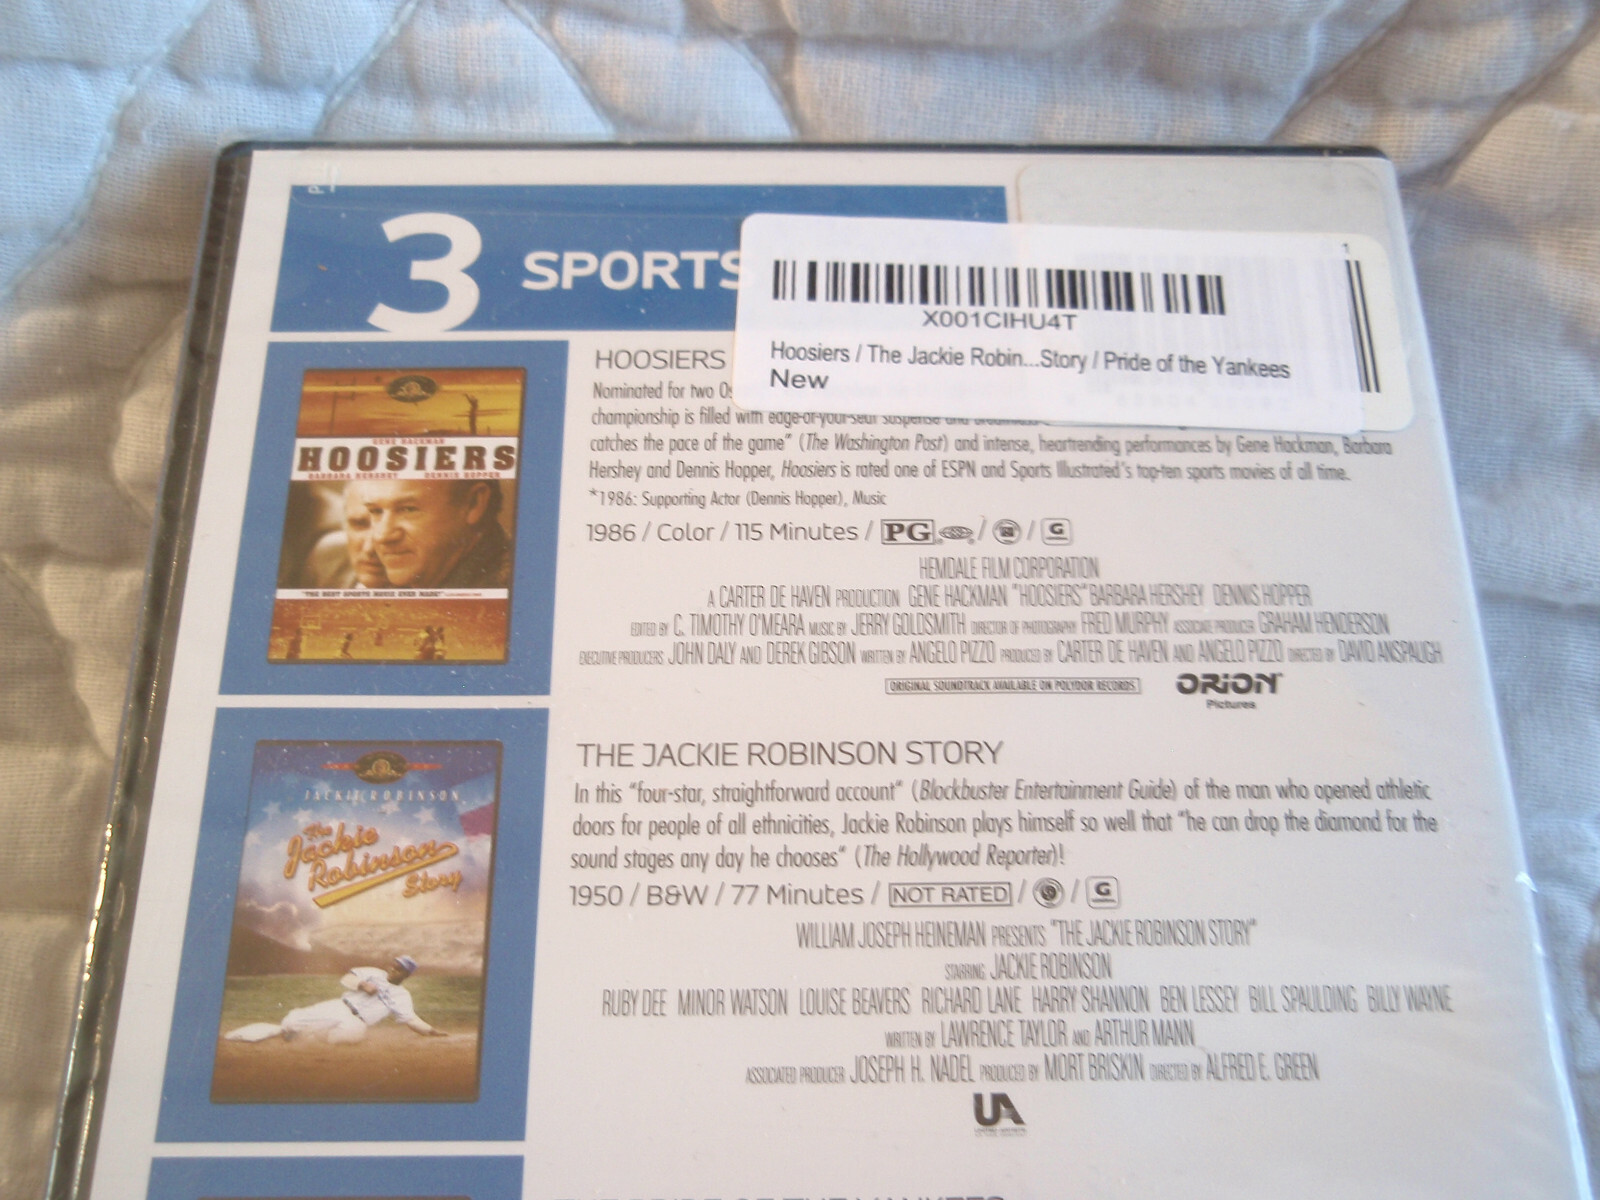 3 SPORTS
X001CIHU4T
1
Hoosiers / The Jackie Robin...Story / Pride of the Yankees
New
HOOSIERS
Nominated for two Os
championship is filled with edge-of-your-seat suspense and
catches the pace of the game" (The Washington Post) and intense, heartrending performances by Gene Hackman, Barbara
Hershey and Dennis Hopper, Hoosiers is rated one of ESPN and Sports Illustrated's top-ten sports movies of all time.
*1986: Supporting Actor (Dennis Hopper), Music
1986 / Color / 115 Minutes / PG / / G
HEMDALE FILM CORPORATION
A CARTER DE HAVEN PRODUCTION GENE HACKMAN "HOOSIERS" BARBARA HERSHEY DENNIS HOPPER
EDITED BY C. TIMOTHY O'MEARA MUSIC BY JERRY GOLDSMITH DIRECTOR OF PHOTOGRAPHY FRED MURPHY ASSOCIATE PRODUCER GRAHAM HENDERSON
EXECUTIVE PRODUCERS JOHN DALY AND DEREK GIBSON WRITTEN BY ANGELO PIZZO PRODUCED BY CARTER DE HAVEN AND ANGELO PIZZO DIRECTED BY DAVID ANSPAUGH
ORIGINAL SOUNDTRACK AVAILABLE ON POLYDOR RECORDS
ORION
Pictures
GENE HACKMAN
HOOSIERS
BARBARA HERSHEY DENNIS HOPPER
"THE BEST SPORTS MOVIE EVER MADE"
THE JACKIE ROBINSON STORY
In this "four-star, straightforward account" (Blockbuster Entertainment Guide) of the man who opened athletic
doors for people of all ethnicities, Jackie Robinson plays himself so well that "he can drop the diamond for the
sound stages any day he chooses" (The Hollywood Reporter)!
1950 / B&W / 77 Minutes / NOT RATED / / G
WILLIAM JOSEPH HEINEMAN PRESENTS "THE JACKIE ROBINSON STORY"
STARRING JACKIE ROBINSON
RUBY DEE MINOR WATSON LOUISE BEAVERS RICHARD LANE HARRY SHANNON BEN LESSEY BILL SPAULDING BILLY WAYNE
WRITTEN BY LAWRENCE TAYLOR AND ARTHUR MANN
ASSOCIATED PRODUCER JOSEPH H. NADEL PRODUCED BY MORT BRISKIN DIRECTED BY ALFRED E. GREEN
UA
JACKIE ROBINSON
The
Jackie
Robinson
Story
THE PRIDE OF THE YANKEES